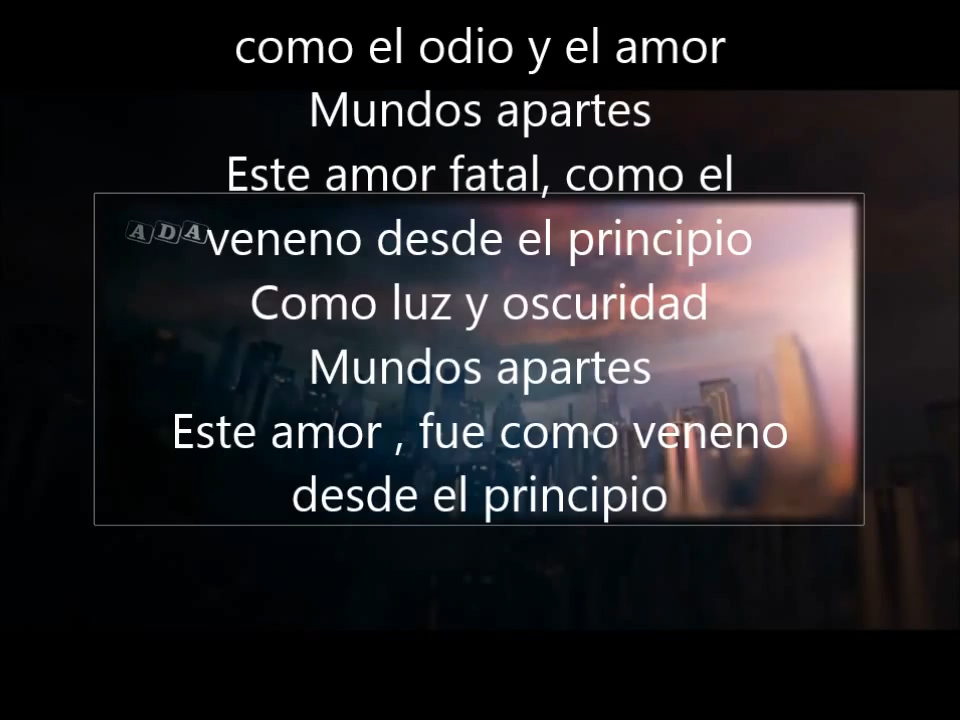 como el odio y el amor
Mundos apartes
Este amor fatal, como el
ADA
veneno desde el principio
Como luz y oscuridad
Mundos apartes
Este amor , fue como veneno
desde el principio